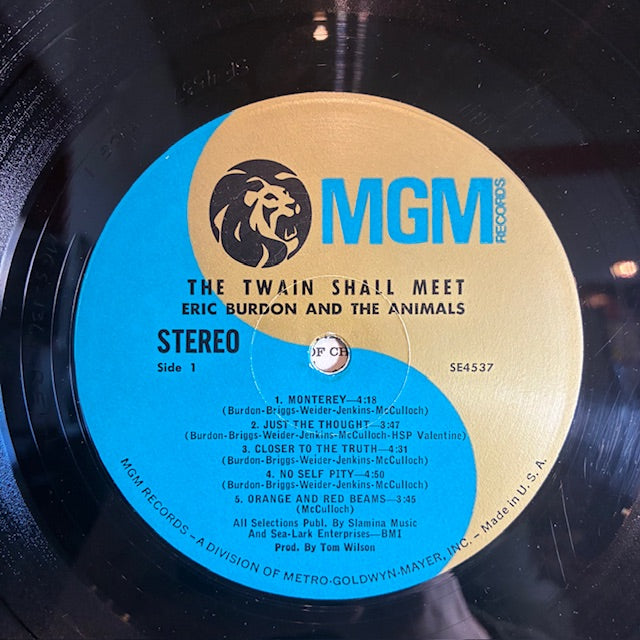 MGM
RECORDS
THE TWAIN SHALL MEET
ERIC BURDON AND THE ANIMALS
STEREO
Side 1
OF CH
SE4537
1. MONTEREY—4:18
(Burdon-Briggs-Weider-Jenkins-McCulloch)
2. JUST THE THOUGHT—3:47
(Burdon-Briggs-Weider-Jenkins-McCulloch-HSP Valentine)
3. CLOSER TO THE TRUTH—4:31
(Burdon-Briggs-Weider-Jenkins-McCulloch)
4. NO SELF PITY—4:50
(Burdon-Briggs-Weider-Jenkins-McCulloch)
5. ORANGE AND RED BEAMS—3:45
(McCulloch)
All Selections Publ. By Slamina Music
And Sea-Lark Enterprises—BMI
Prod. By Tom Wilson
MGM RECORDS – A DIVISION OF METRO-GOLDWYN-MAYER, INC. – Made in U.S.A.